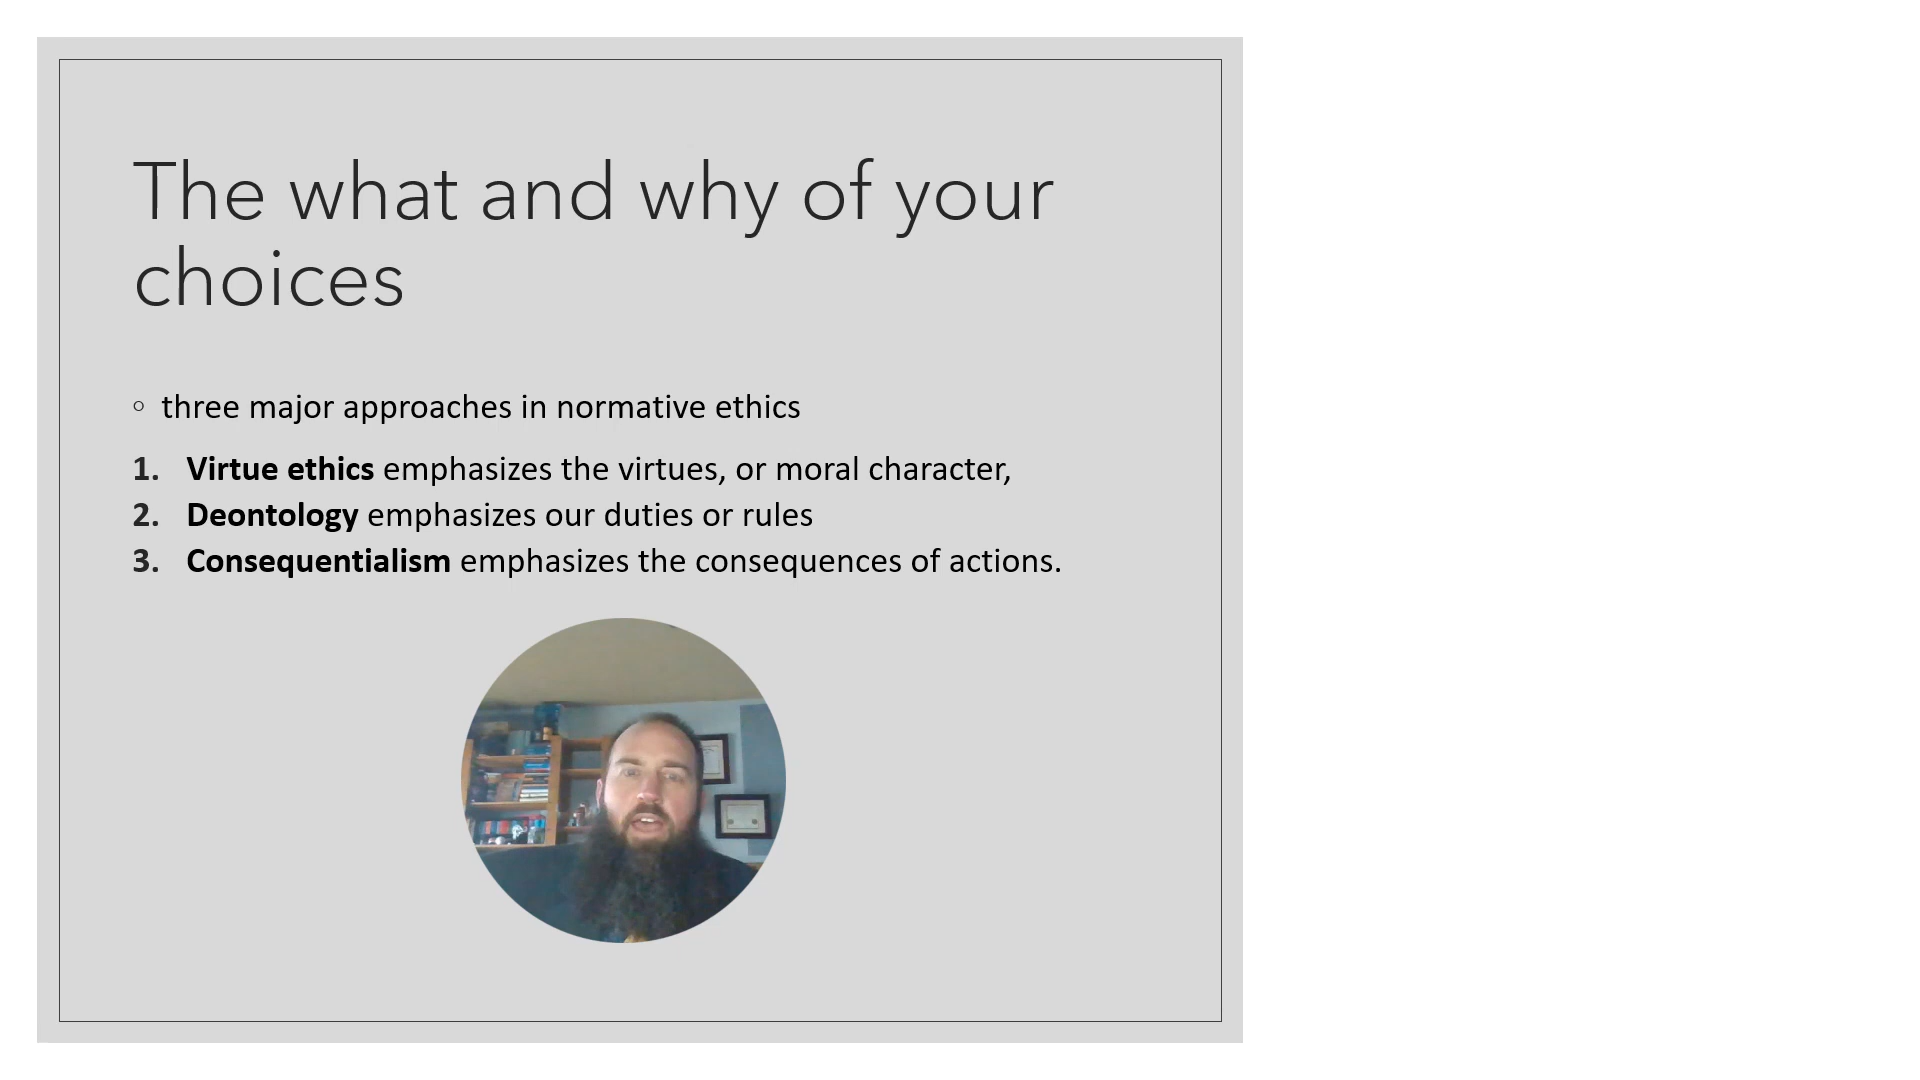 The what and why of your
choices
◦ three major approaches in normative ethics
1. Virtue ethics emphasizes the virtues, or moral character,
2. Deontology emphasizes our duties or rules
3. Consequentialism emphasizes the consequences of actions.